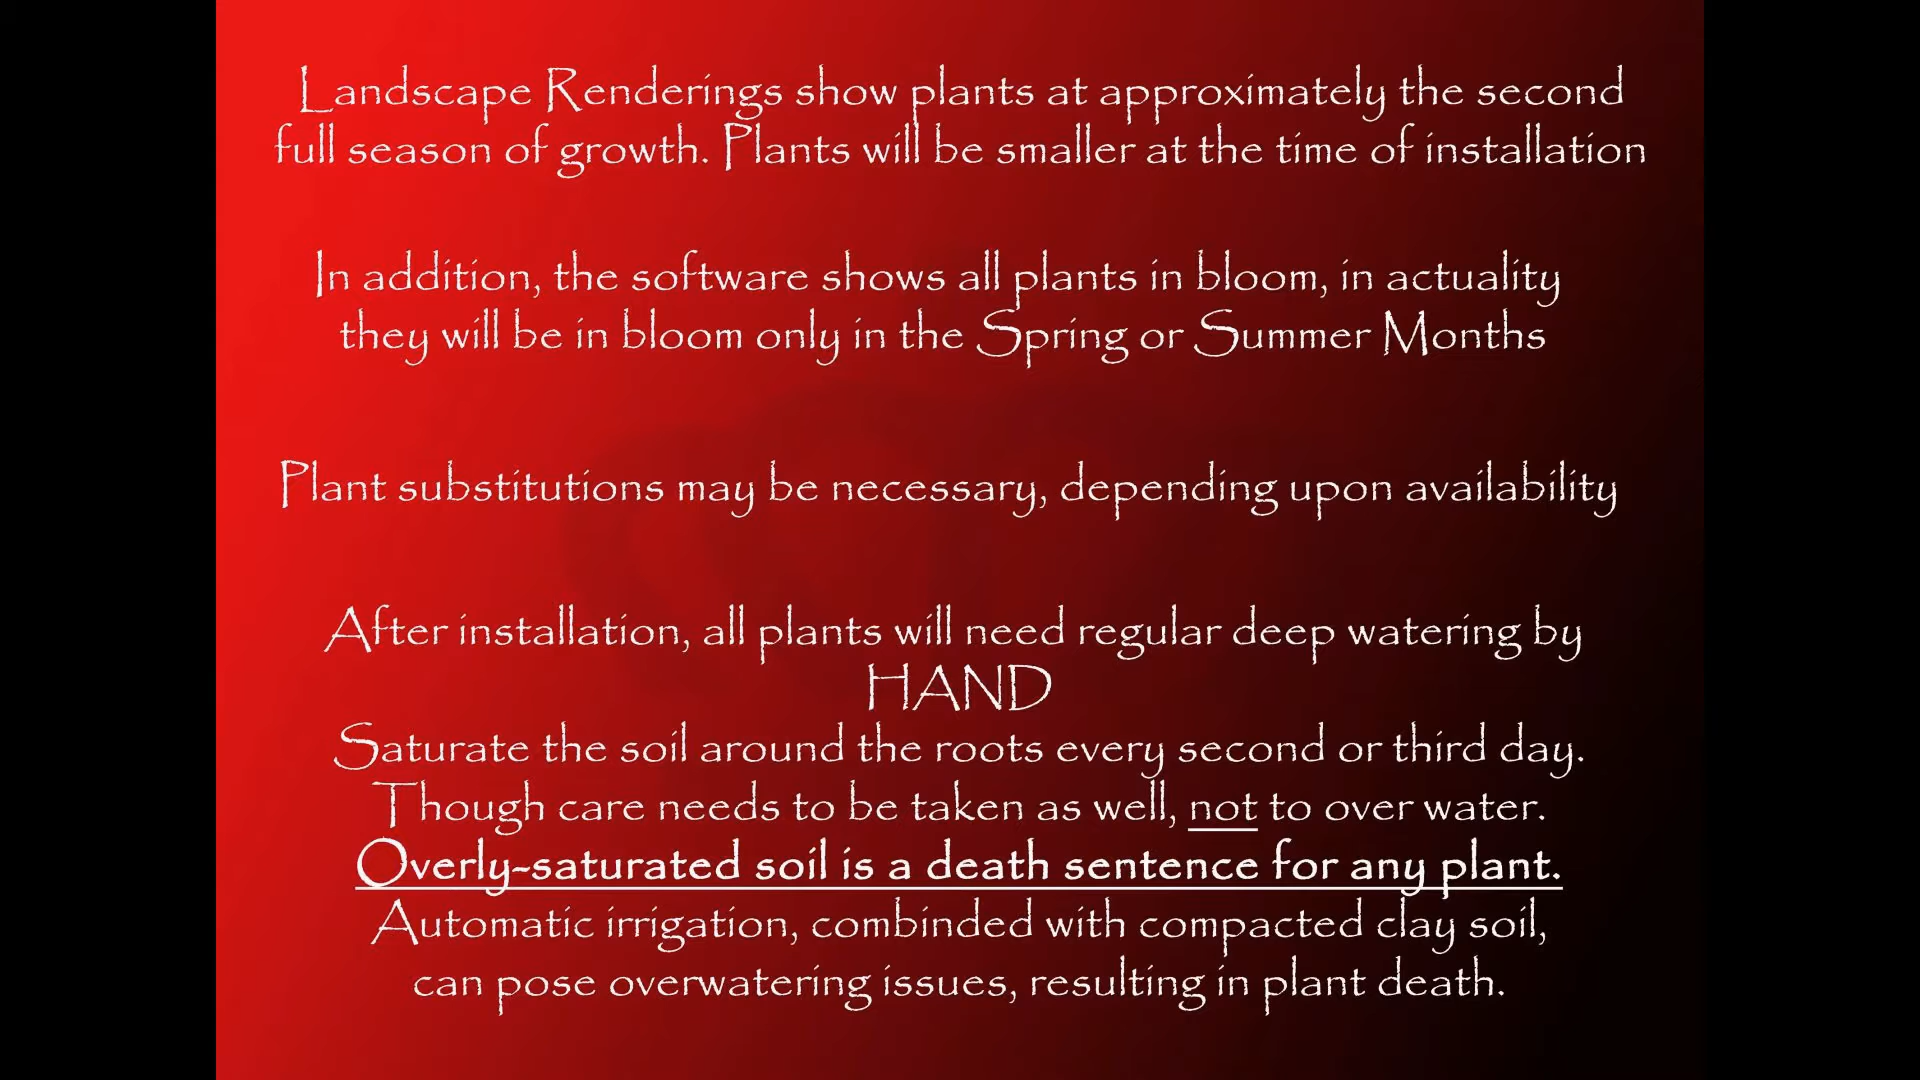 Landscape Renderings show plants at approximately the second
full season of growth. Plants will be smaller at the time of installation
In addition, the software shows all plants in bloom, in actuality
they will be in bloom only in the Spring or Summer Months
Plant substitutions may be necessary, depending upon availability
After installation, all plants will need regular deep watering by
HAND
Saturate the soil around the roots every second or third day.
Though care needs to be taken as well, not to over water.
Overly-saturated soil is a death sentence for any plant.
Automatic irrigation, combinded with compacted clay soil,
can pose overwatering issues, resulting in plant death.